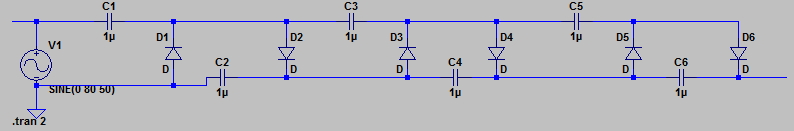 C1 C3 C5
1µ 1µ 1µ
V1 D1 D2 D3 D4 D5 D6
C2 C4 C6
D D D D D D
SINE(0 80 50) 1µ 1µ 1µ
.tran 2